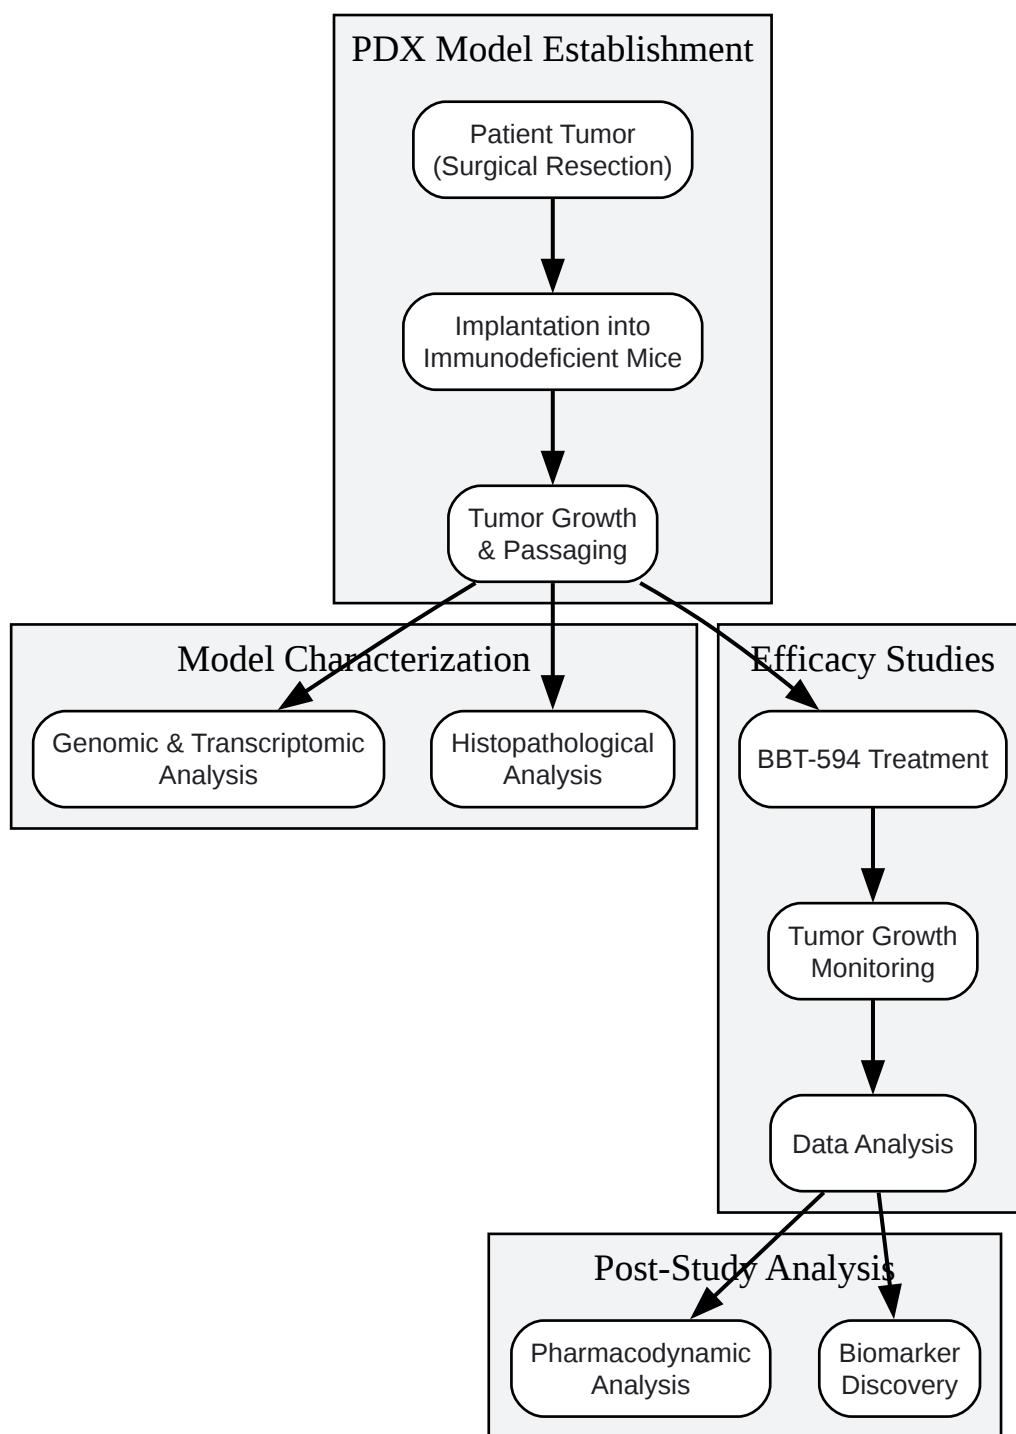 PDX Model Establishment
Patient Tumor
(Surgical Resection)
Implantation into
Immunodeficient Mice
Tumor Growth
& Passaging
Model Characterization
Genomic & Transcriptomic
Analysis
Histopathological
Analysis
Efficacy Studies
BBT-594 Treatment
Tumor Growth
Monitoring
Data Analysis
Post-Study Analysis
Pharmacodynamic
Analysis
Biomarker
Discovery